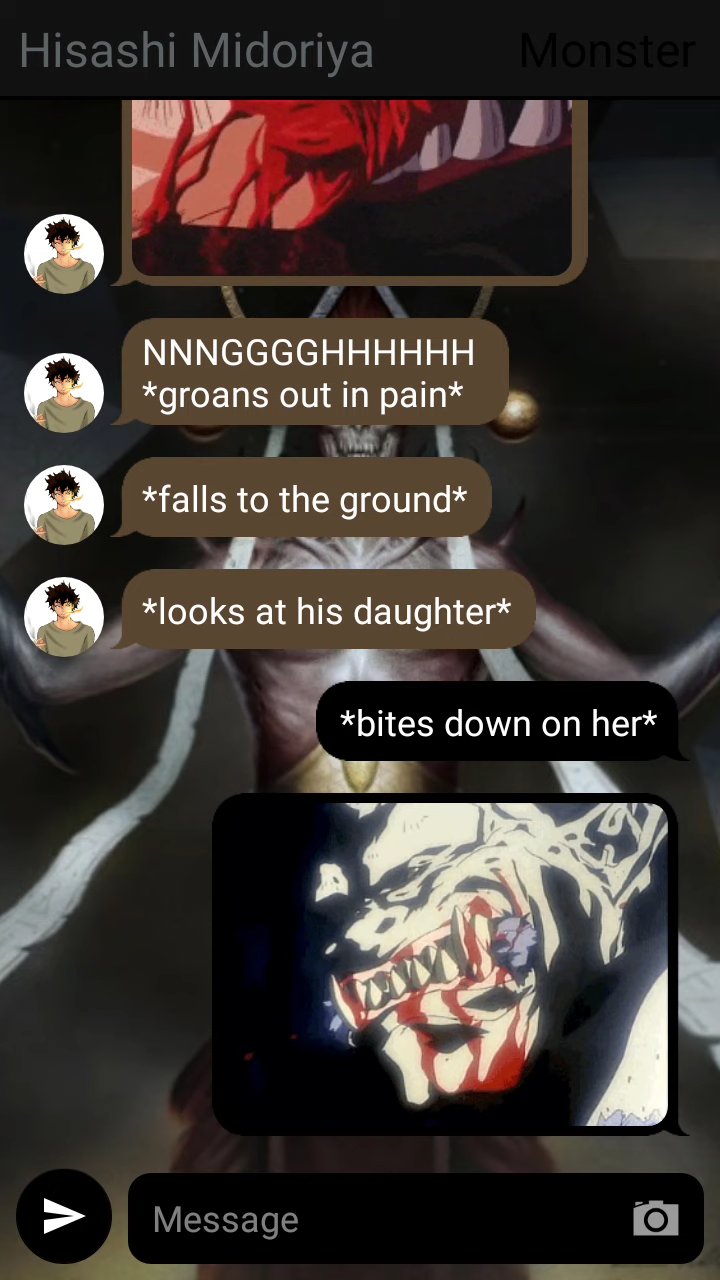 Hisashi Midoriya
Monster
NNNGGGGHHHHHH
*groans out in pain*
*falls to the ground*
*looks at his daughter*
*bites down on her*
Message